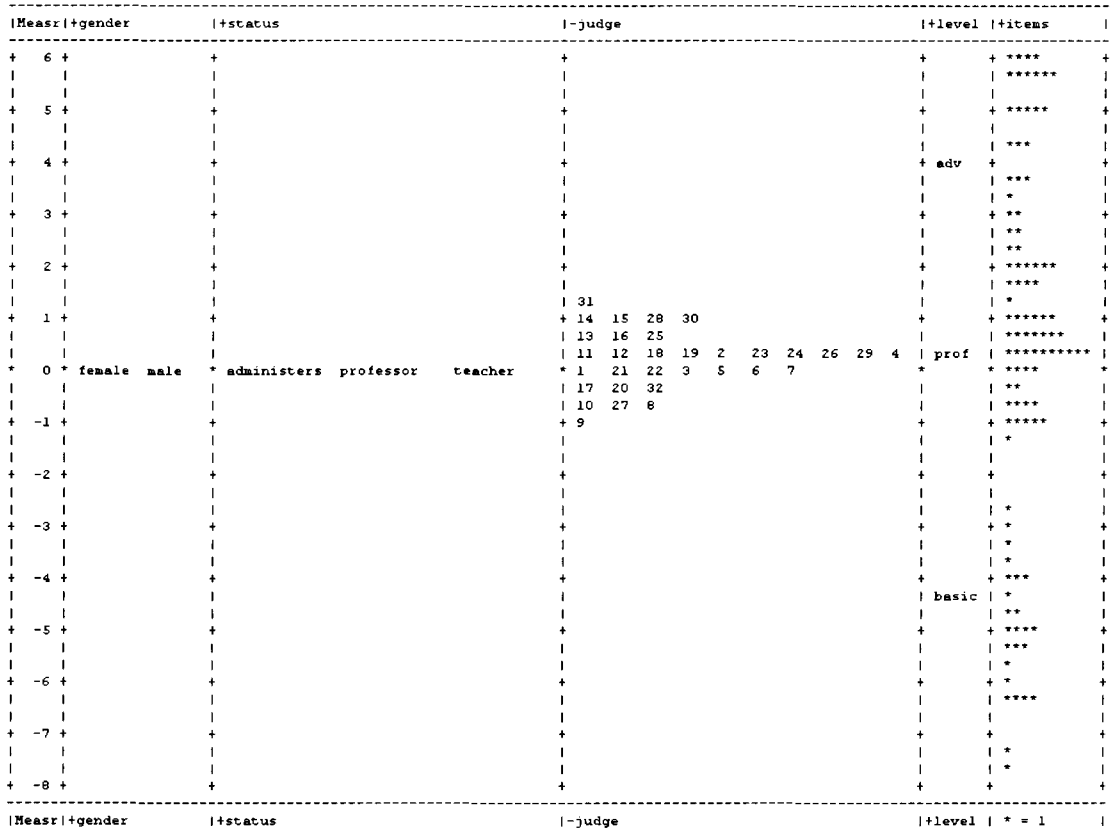 |Measr|+gender |+status |-judge |+level |+items |
+ 6 + + + + **** +
| | | | | ****** |
| | | | | |
+ 5 + + + + ***** +
| | | | | |
| | | | | *** |
+ 4 + + + adv + +
| | | | | *** |
| | | | | * |
+ 3 + + + + ** +
| | | | | ** |
| | | | | ** |
+ 2 + + + + ****** +
| | | | | **** |
| | | 31 | | * |
+ 1 + + + 14 15 28 30 + + ****** +
| | | 13 16 25 | | ******* |
| | | 11 12 18 19 2 23 24 26 29 4 | prof | ********** |
* 0 * female male * administers professor teacher * 1 21 22 3 5 6 7 * * **** *
| | | 17 20 32 | | ** |
| | | 10 27 8 | | **** |
+ -1 + + + 9 + + ***** +
| | | | | * |
| | | | | |
+ -2 + + + + +
| | | | | |
| | | | | * |
+ -3 + + + + * +
| | | | | * |
| | | | | * |
+ -4 + + + + *** +
| | | | basic | * |
| | | | | ** |
+ -5 + + + + **** +
| | | | | *** |
| | | | | * |
+ -6 + + + + * +
| | | | | **** |
| | | | | |
+ -7 + + + + +
| | | | | * |
| | | | | * |
+ -8 + + + + +
|Measr|+gender |+status |-judge |+level | * = 1 |